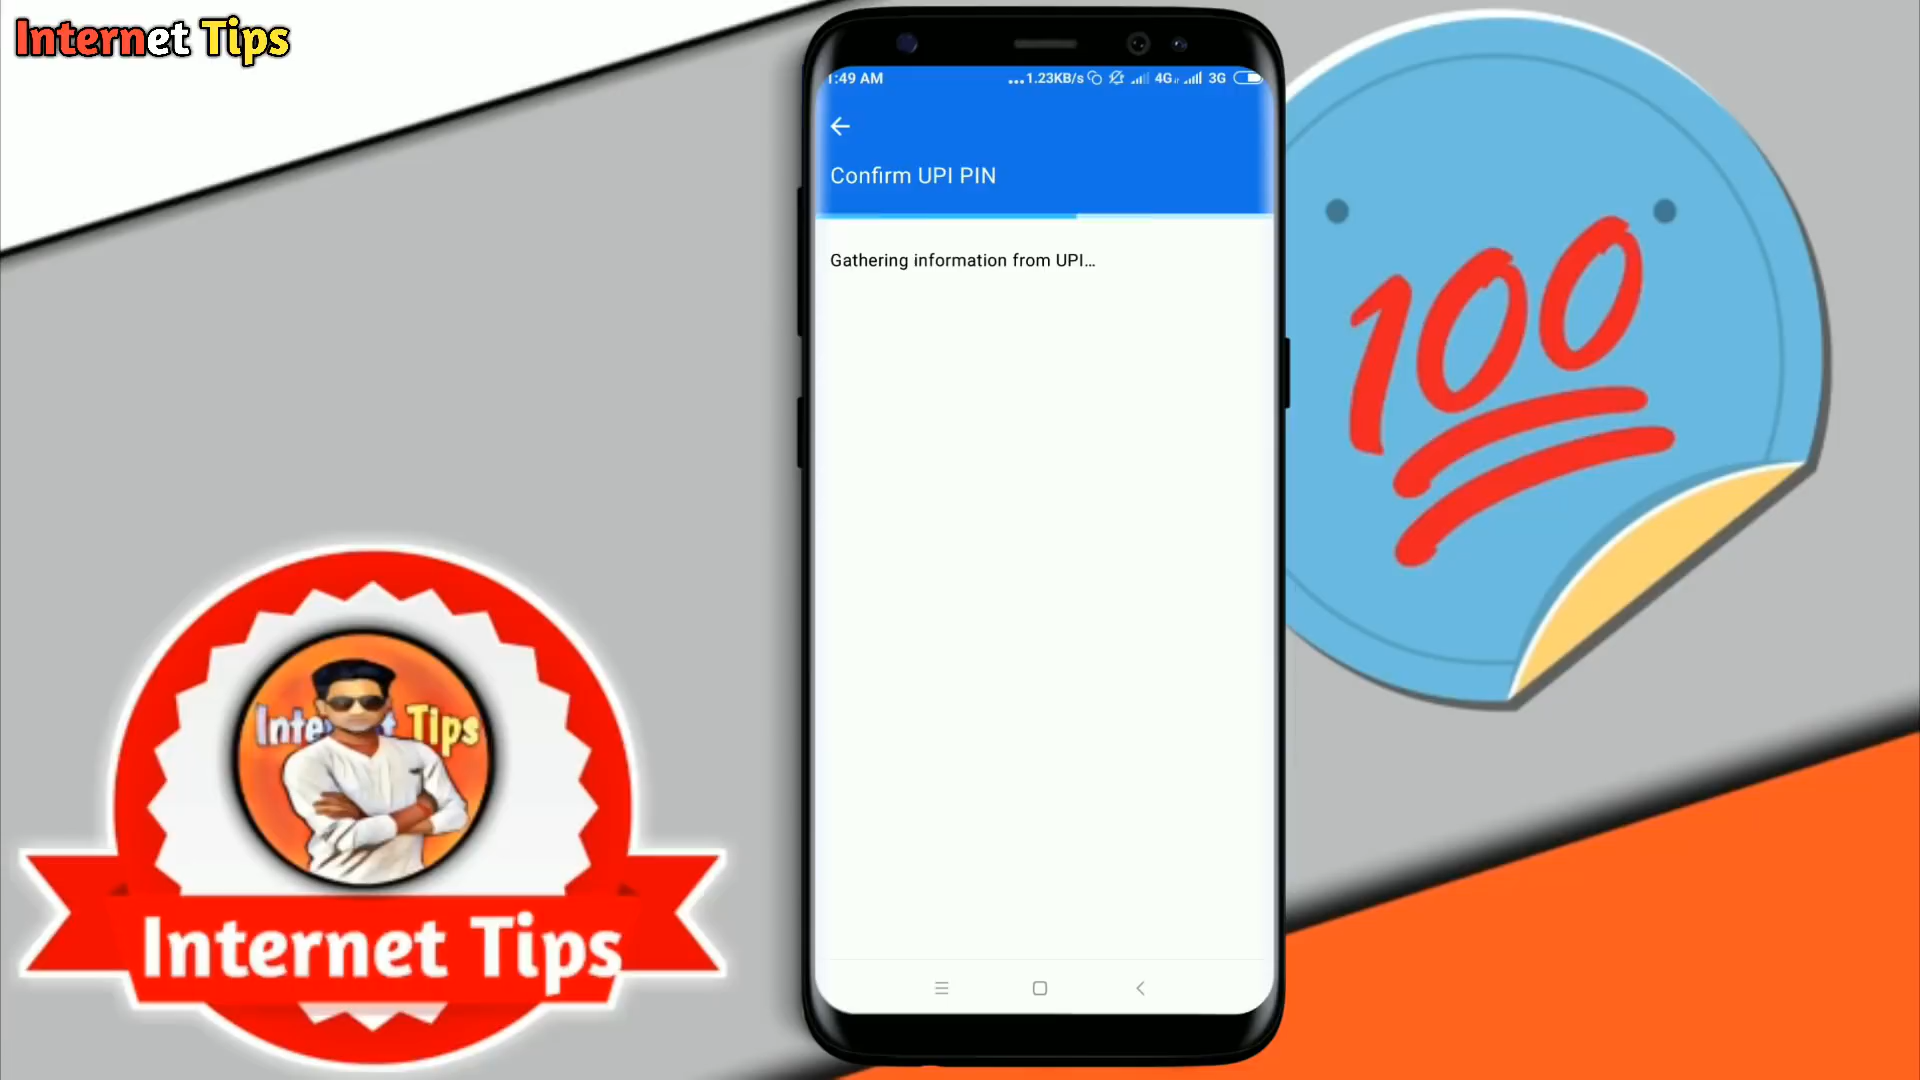 Internet Tips
1:49 AM ...1.23KB/s 4G 3G
Confirm UPI PIN
Gathering information from UPI...
100
Internet Tips
Internet Tips